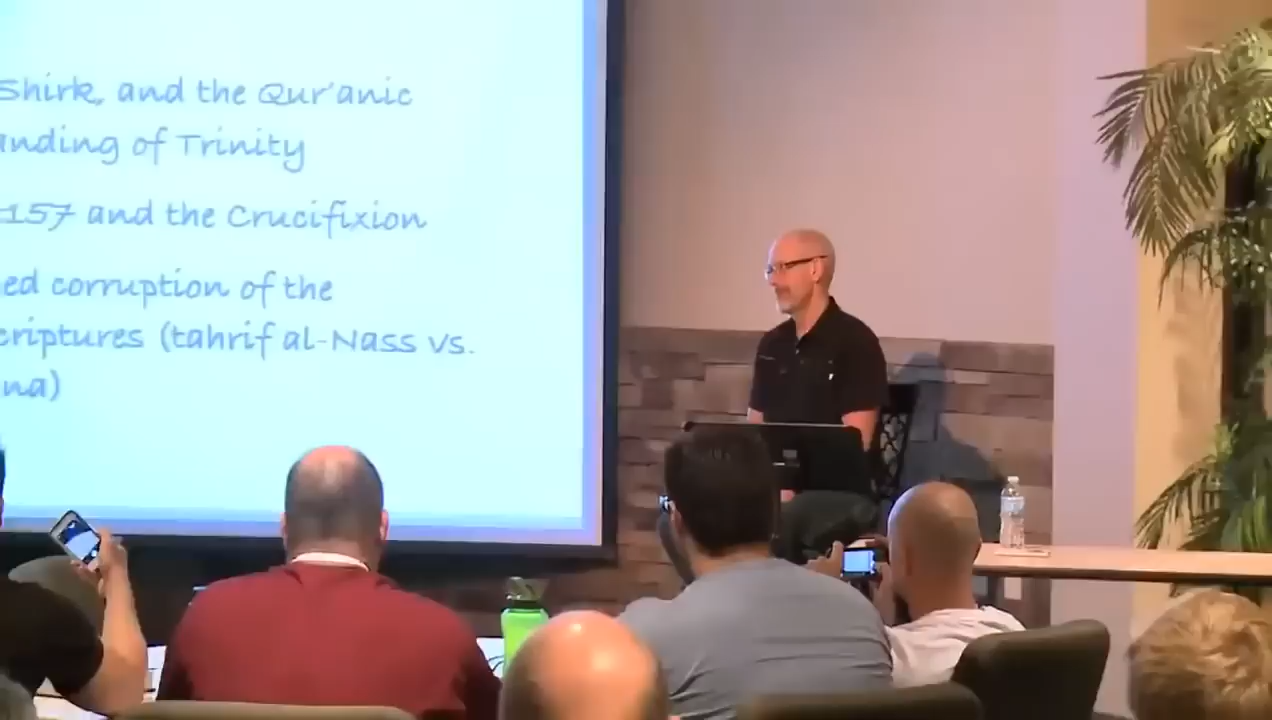 Shirk, and the Qur'anic
anding of Trinity
157 and the Crucifixion
ed corruption of the
criptures (tahrif al-Nass vs.
na)